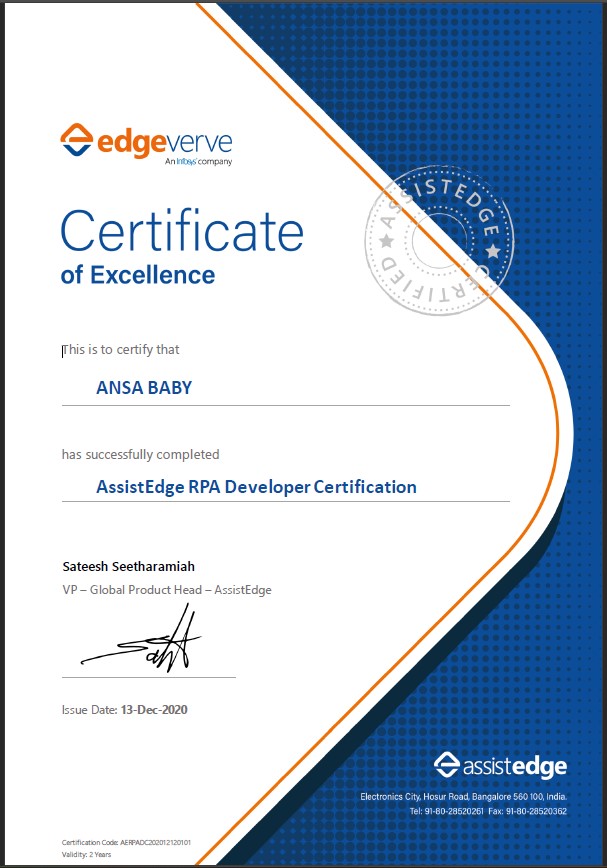 edgeverve
An Infosys company
ASSISTEDGE
CERTIFIED
Certificate
of Excellence
This is to certify that
ANSA BABY
has successfully completed
AssistEdge RPA Developer Certification
Sateesh Seetharamiah
VP – Global Product Head – AssistEdge
Issue Date: 13-Dec-2020
assistedge
Electronics City, Hosur Road, Bangalore 560 100, India.
Tel: 91-80-28520261 Fax: 91-80-28520362
Certification Code: AERPADC202012120101
Validity: 2 Years